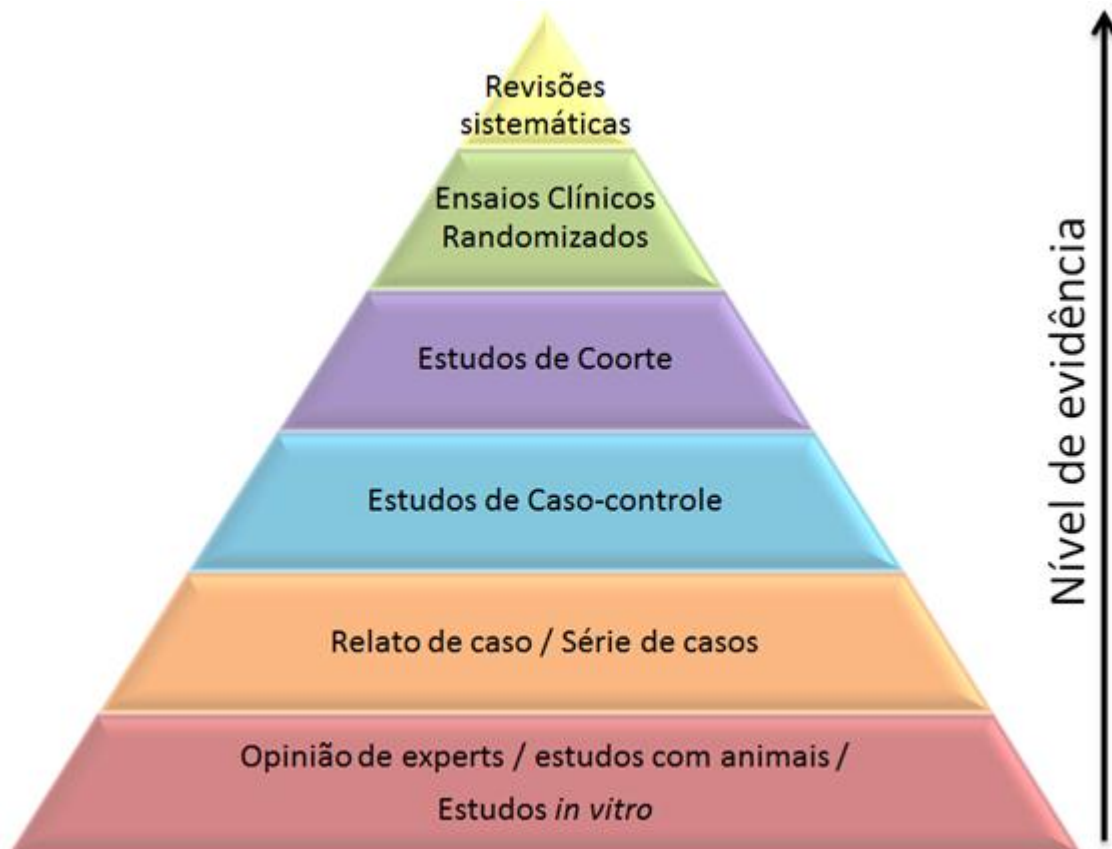 Revisões
sistemáticas
Ensaios Clínicos
Randomizados
Estudos de Coorte
Estudos de Caso-controle
Relato de caso / Série de casos
Opinião de experts / estudos com animais /
Estudos in vitro
Nível de evidência